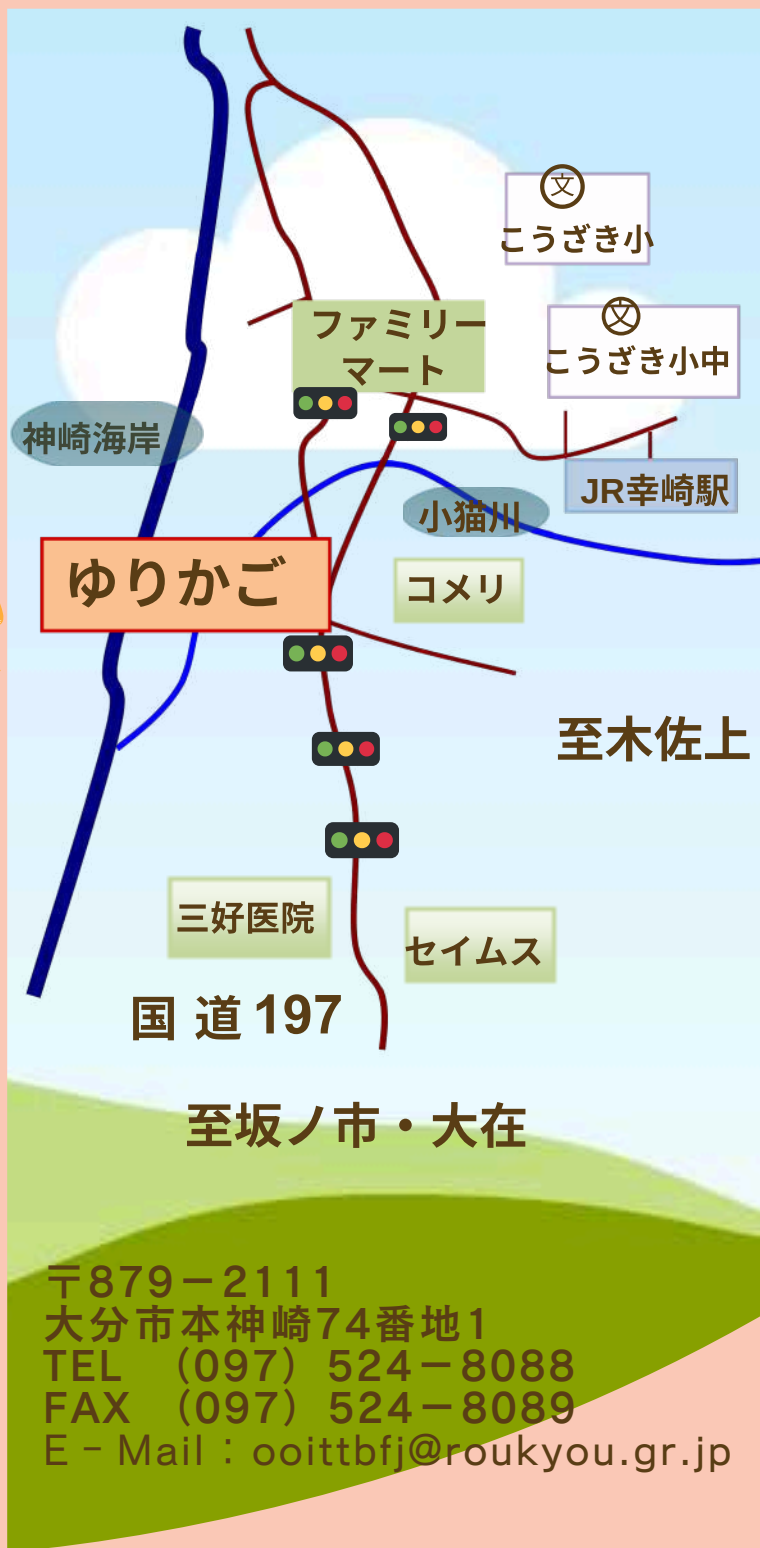 文
こうざき小
文
こうざき小中
ファミリー
マート
神崎海岸
JR幸崎駅
小猫川
ゆりかご
コメリ
至木佐上
三好医院
セイムス
国道197
至坂ノ市・大在
〒879－2111
大分市本神崎74番地1
TEL （097）524－8088
FAX （097）524－8089
E－Mail：ooittbfj@roukyou.gr.jp